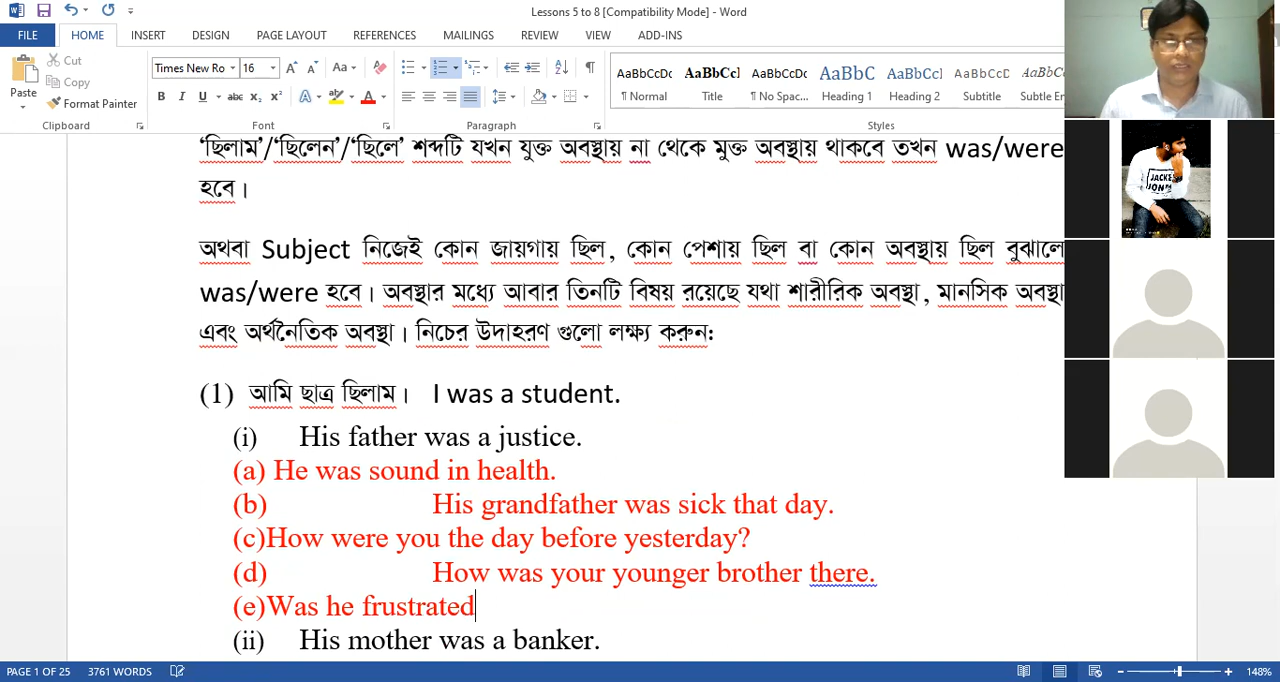 Lessons 5 to 8 [Compatibility Mode] - Word
FILE HOME INSERT DESIGN PAGE LAYOUT REFERENCES MAILINGS REVIEW VIEW ADD-INS
Paste
Cut
Copy
Format Painter
Times New Ro 16
AaBbCcDc AaBbCcl AaBbCcDc AaBbC AaBbCcl AaBbCcD AaBbCcD
¶ Normal Title ¶ No Spac... Heading 1 Heading 2 Subtitle Subtle En
Clipboard Font Paragraph Styles
‘ছিলাম’/‘ছিলেন’/‘ছিলে’ শব্দটি যখন যুক্ত অবস্থায় না থেকে মুক্ত অবস্থায় থাকবে তখন was/were
হবে।
অথবা Subject নিজেই কোন জায়গায় ছিল, কোন পেশায় ছিল বা কোন অবস্থায় ছিল বুঝালে
was/were হবে। অবস্থার মধ্যে আবার তিনটি বিষয় রয়েছে যথা শারীরিক অবস্থা, মানসিক অবস্থা
এবং অর্থনৈতিক অবস্থা। নিচের উদাহরণ গুলো লক্ষ্য করুন:
(1) আমি ছাত্র ছিলাম। I was a student.
(i) His father was a justice.
(a) He was sound in health.
(b) His grandfather was sick that day.
(c)How were you the day before yesterday?
(d) How was your younger brother there.
(e)Was he frustrated
(ii) His mother was a banker.
PAGE 1 OF 25 3761 WORDS 148%
JACKE